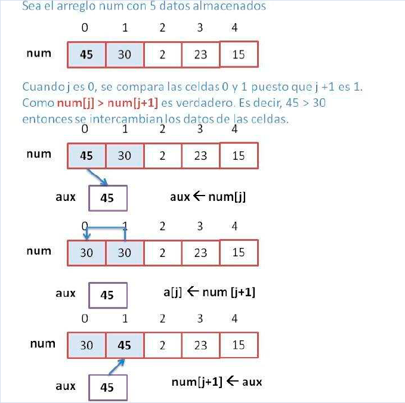 Sea el arreglo num con 5 datos almacenados
0 1 2 3 4
num 45 30 2 23 15
Cuando j es 0, se compara las celdas 0 y 1 puesto que j +1 es 1.
Como num[j] > num[j+1] es verdadero. Es decir, 45 > 30
entonces se intercambian los datos de las celdas.
0 1 2 3 4
num 45 30 2 23 15
aux 45 aux ← num[j]
0 1 2 3 4
num 30 30 2 23 15
aux 45 a[j] ← num [j+1]
0 1 2 3 4
num 30 45 2 23 15
aux 45 num[j+1] ← aux